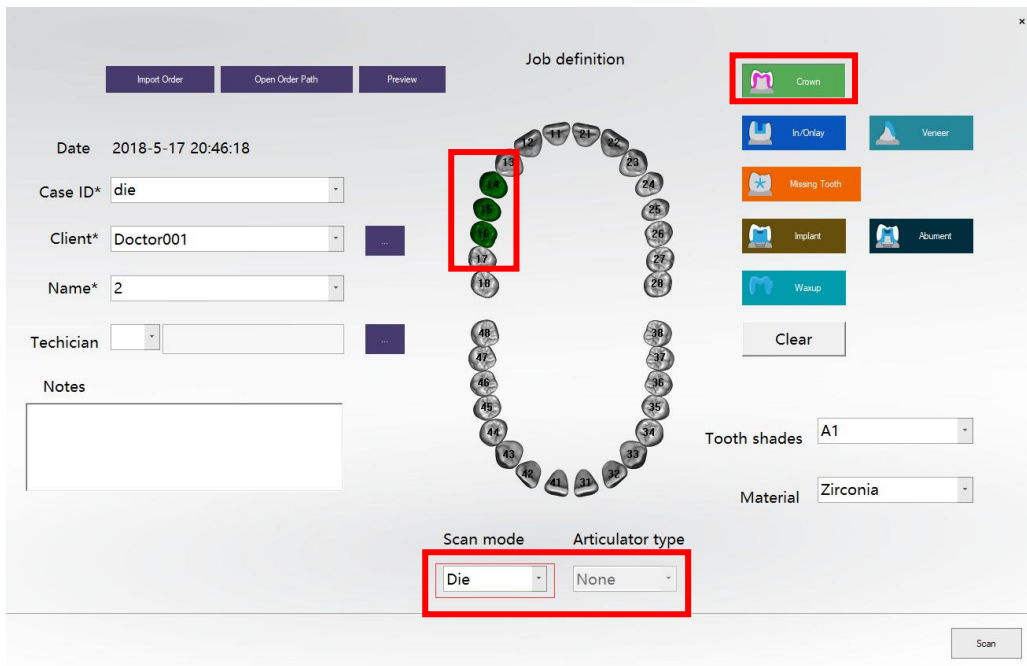 ×
Job definition
Import Order
Open Order Path
Preview
Crown
In/Onlay
Veneer
Missing Tooth
Implant
Abument
Waxup
Clear
Date 2018-5-17 20:46:18
Case ID* die
Client* Doctor001 ...
Name* 2
Techician ...
Notes
12 11 21 22
13 23
14 24
15 25
16 26
17 27
18 28
48 38
47 37
46 36
45 35
44 34
43 33
42 41 31 32
Tooth shades A1
Material Zirconia
Scan mode Articulator type
Die None
Scan